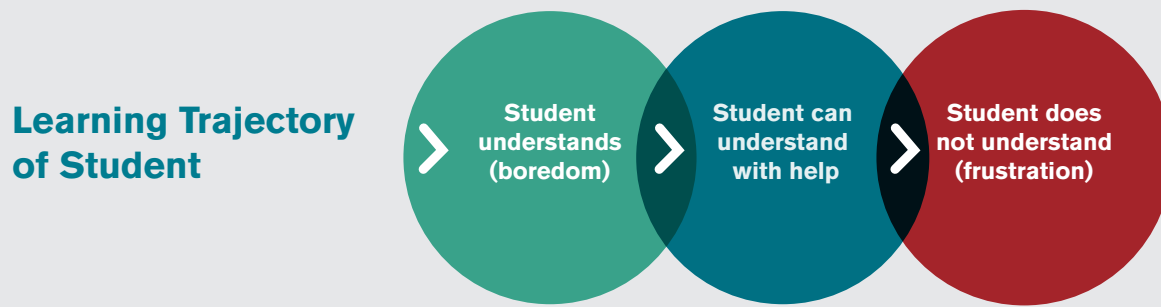 Learning Trajectory
of Student
Student
understands
(boredom)
Student can
understand
with help
Student does
not understand
(frustration)